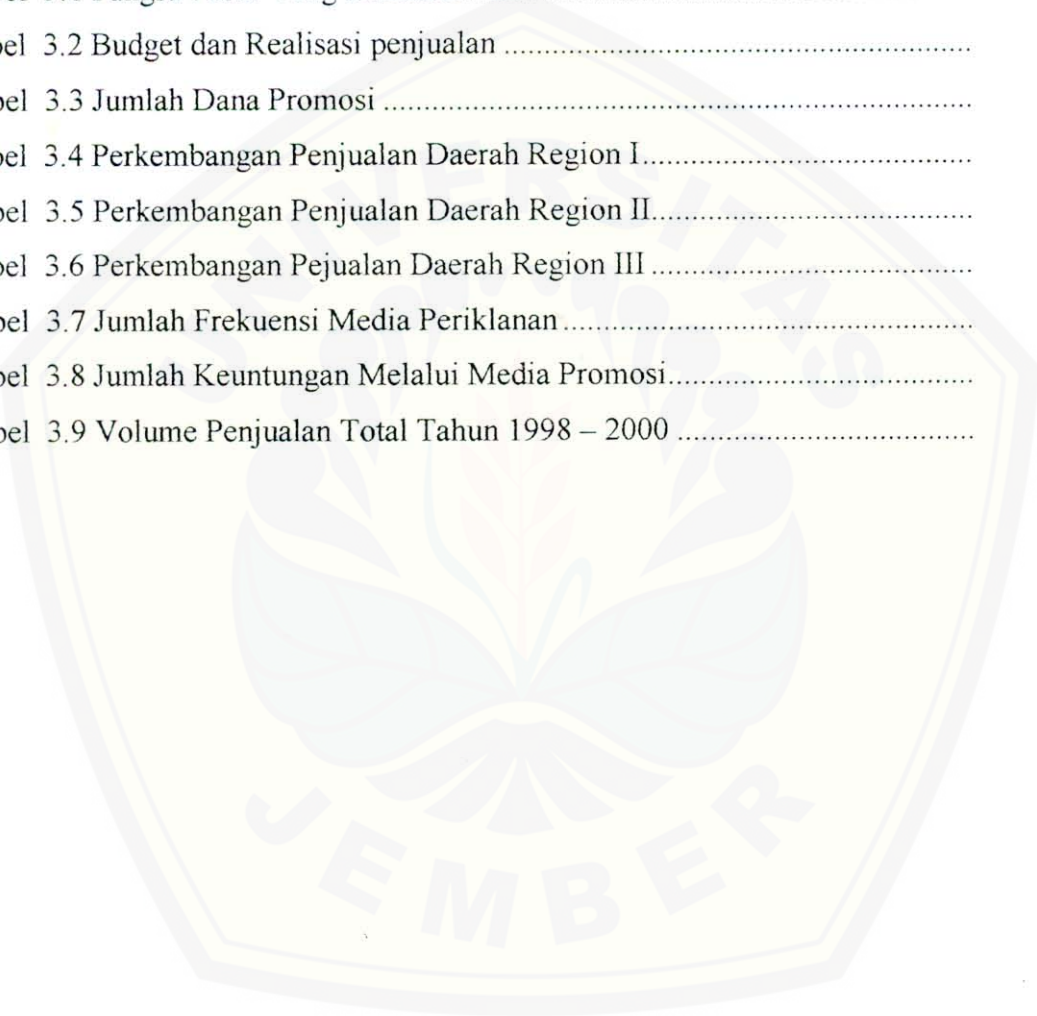 bel 3.2 Budget dan Realisasi penjualan ........................................................
bel 3.3 Jumlah Dana Promosi ........................................................
bel 3.4 Perkembangan Penjualan Daerah Region I........................................................
bel 3.5 Perkembangan Penjualan Daerah Region II........................................................
bel 3.6 Perkembangan Pejualan Daerah Region III ........................................................
bel 3.7 Jumlah Frekuensi Media Periklanan ........................................................
bel 3.8 Jumlah Keuntungan Melalui Media Promosi........................................................
bel 3.9 Volume Penjualan Total Tahun 1998 – 2000 ........................................................
UNIVERSITAS
JEMBER